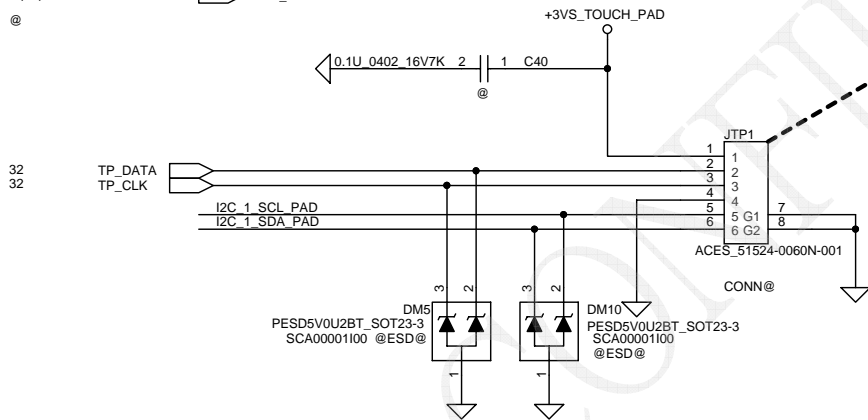 @
+3VS_TOUCH_PAD
0.1U_0402_16V7K 2 1 C40
@
JTP1
1 1
32 TP_DATA 2 2
32 TP_CLK 3 3
4 4
I2C_1_SCL_PAD 5 5 G1 7
I2C_1_SDA_PAD 6 6 G2 8
ACES_51524-0060N-001
CONN@
3 2 3 2
DM5 DM10
PESD5V0U2BT_SOT23-3 PESD5V0U2BT_SOT23-3
SCA00001I00 @ESD@ SCA00001I00
@ESD@
1 1
CONF